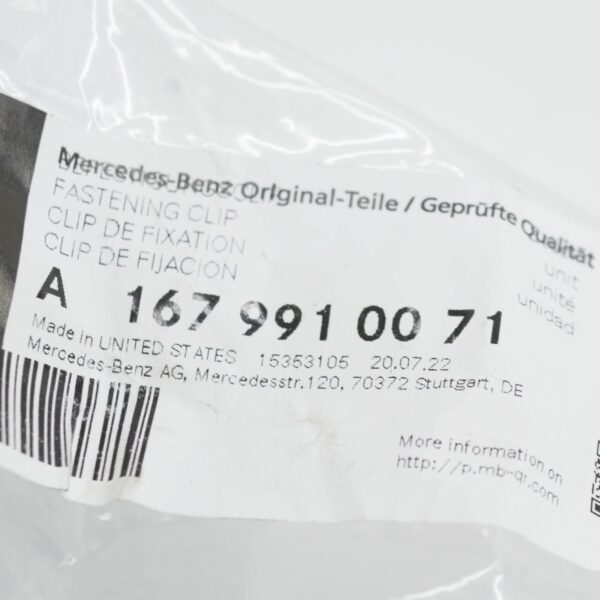 Mercedes-Benz Original-Teile / Geprüfte Qualität
FASTENING CLIP
CLIP DE FIXATION
CLIP DE FIJACION
unit
unité
unidad
A 167 991 00 71
Made in UNITED STATES 15353105 20.07.22
Mercedes-Benz AG, Mercedesstr.120, 70372 Stuttgart, DE
More information on
http://p.mb-qr.com